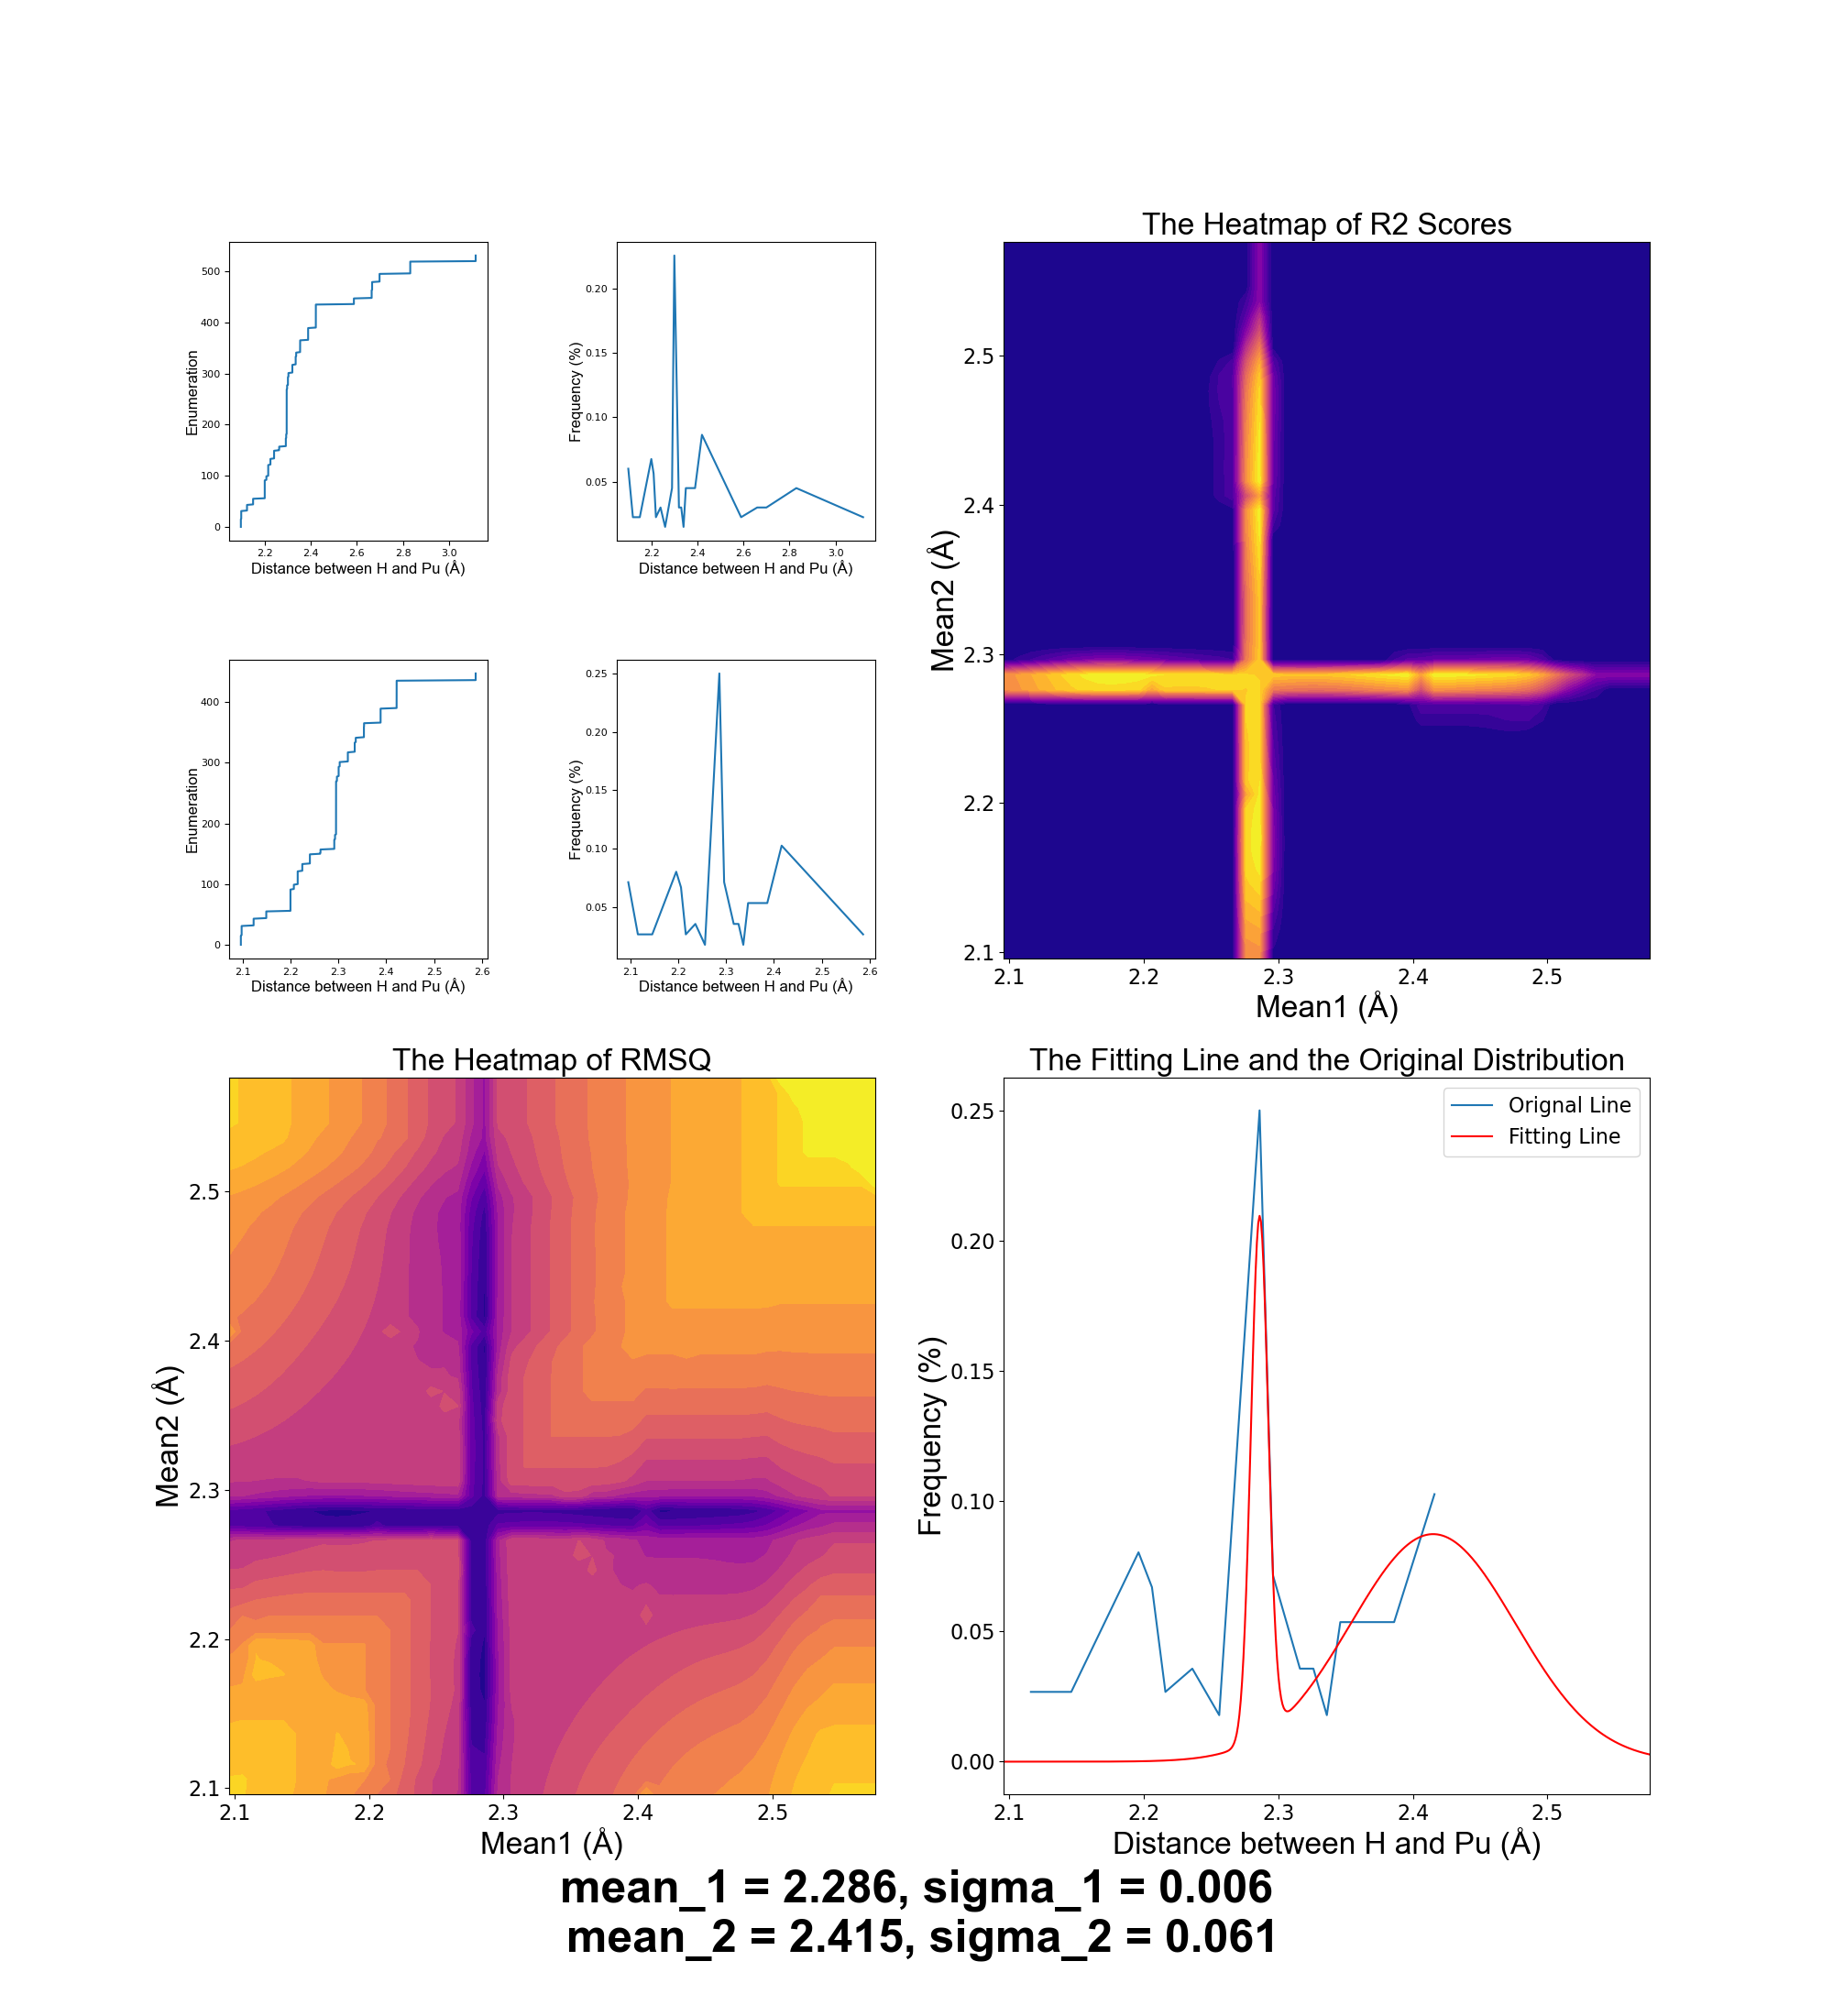 500
400
300
200
100
0
Enumeration
2.2 2.4 2.6 2.8 3.0
Distance between H and Pu (Å)
0.20
0.15
0.10
0.05
Frequency (%)
2.2 2.4 2.6 2.8 3.0
Distance between H and Pu (Å)
The Heatmap of R2 Scores
2.5
2.4
2.3
2.2
2.1
Mean2 (Å)
2.1 2.2 2.3 2.4 2.5
Mean1 (Å)
400
300
200
100
0
Enumeration
2.1 2.2 2.3 2.4 2.5 2.6
Distance between H and Pu (Å)
0.25
0.20
0.15
0.10
0.05
Frequency (%)
2.1 2.2 2.3 2.4 2.5 2.6
Distance between H and Pu (Å)
The Heatmap of RMSQ
2.5
2.4
2.3
2.2
2.1
Mean2 (Å)
2.1 2.2 2.3 2.4 2.5
Mean1 (Å)
The Fitting Line and the Original Distribution
Orignal Line
Fitting Line
0.25
0.20
0.15
0.10
0.05
0.00
Frequency (%)
2.1 2.2 2.3 2.4 2.5
Distance between H and Pu (Å)
mean_1 = 2.286, sigma_1 = 0.006
mean_2 = 2.415, sigma_2 = 0.061